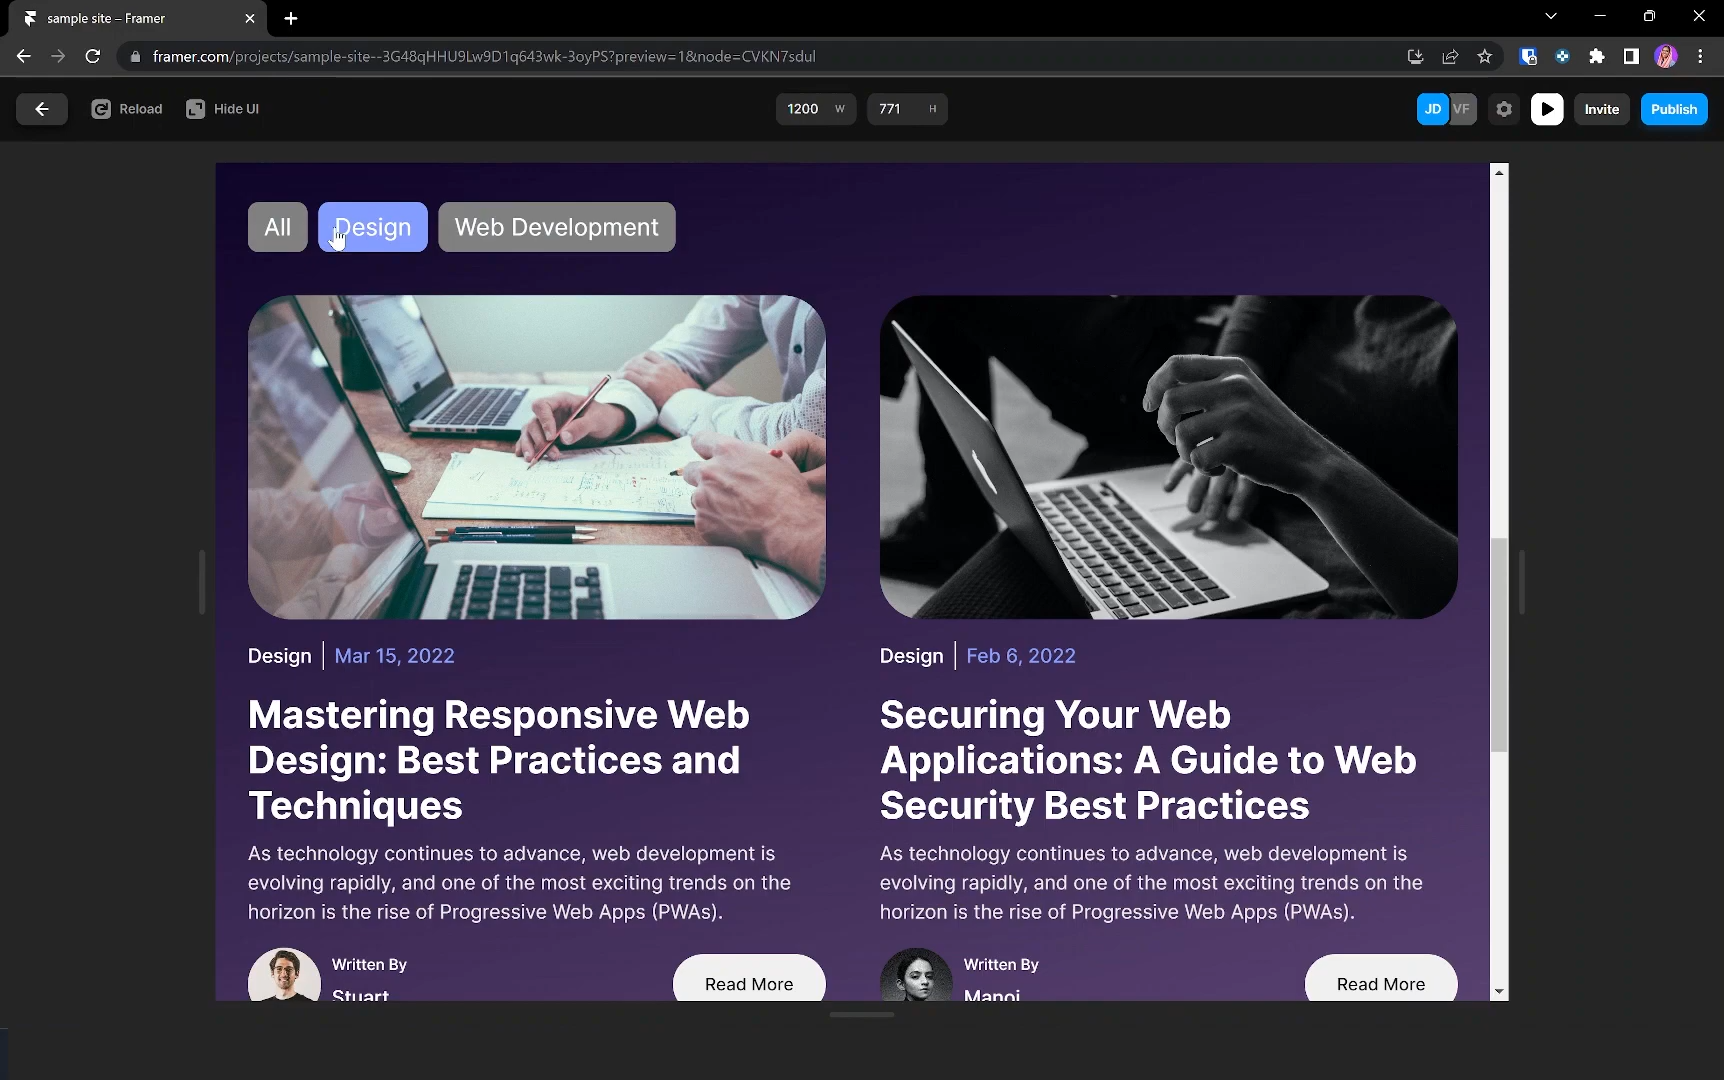 sample site – Framer
framer.com/projects/sample-site--3G48qHHU9Lw9D1q643wk-3oyPS?preview=1&node=CVKN7sdul
Reload
Hide UI
1200 W
771 H
JD
VF
Invite
Publish
All
Design
Web Development
Design
Mar 15, 2022
Mastering Responsive Web
Design: Best Practices and
Techniques
As technology continues to advance, web development is
evolving rapidly, and one of the most exciting trends on the
horizon is the rise of Progressive Web Apps (PWAs).
Written By
Stuart
Read More
Design
Feb 6, 2022
Securing Your Web
Applications: A Guide to Web
Security Best Practices
As technology continues to advance, web development is
evolving rapidly, and one of the most exciting trends on the
horizon is the rise of Progressive Web Apps (PWAs).
Written By
Manoj
Read More